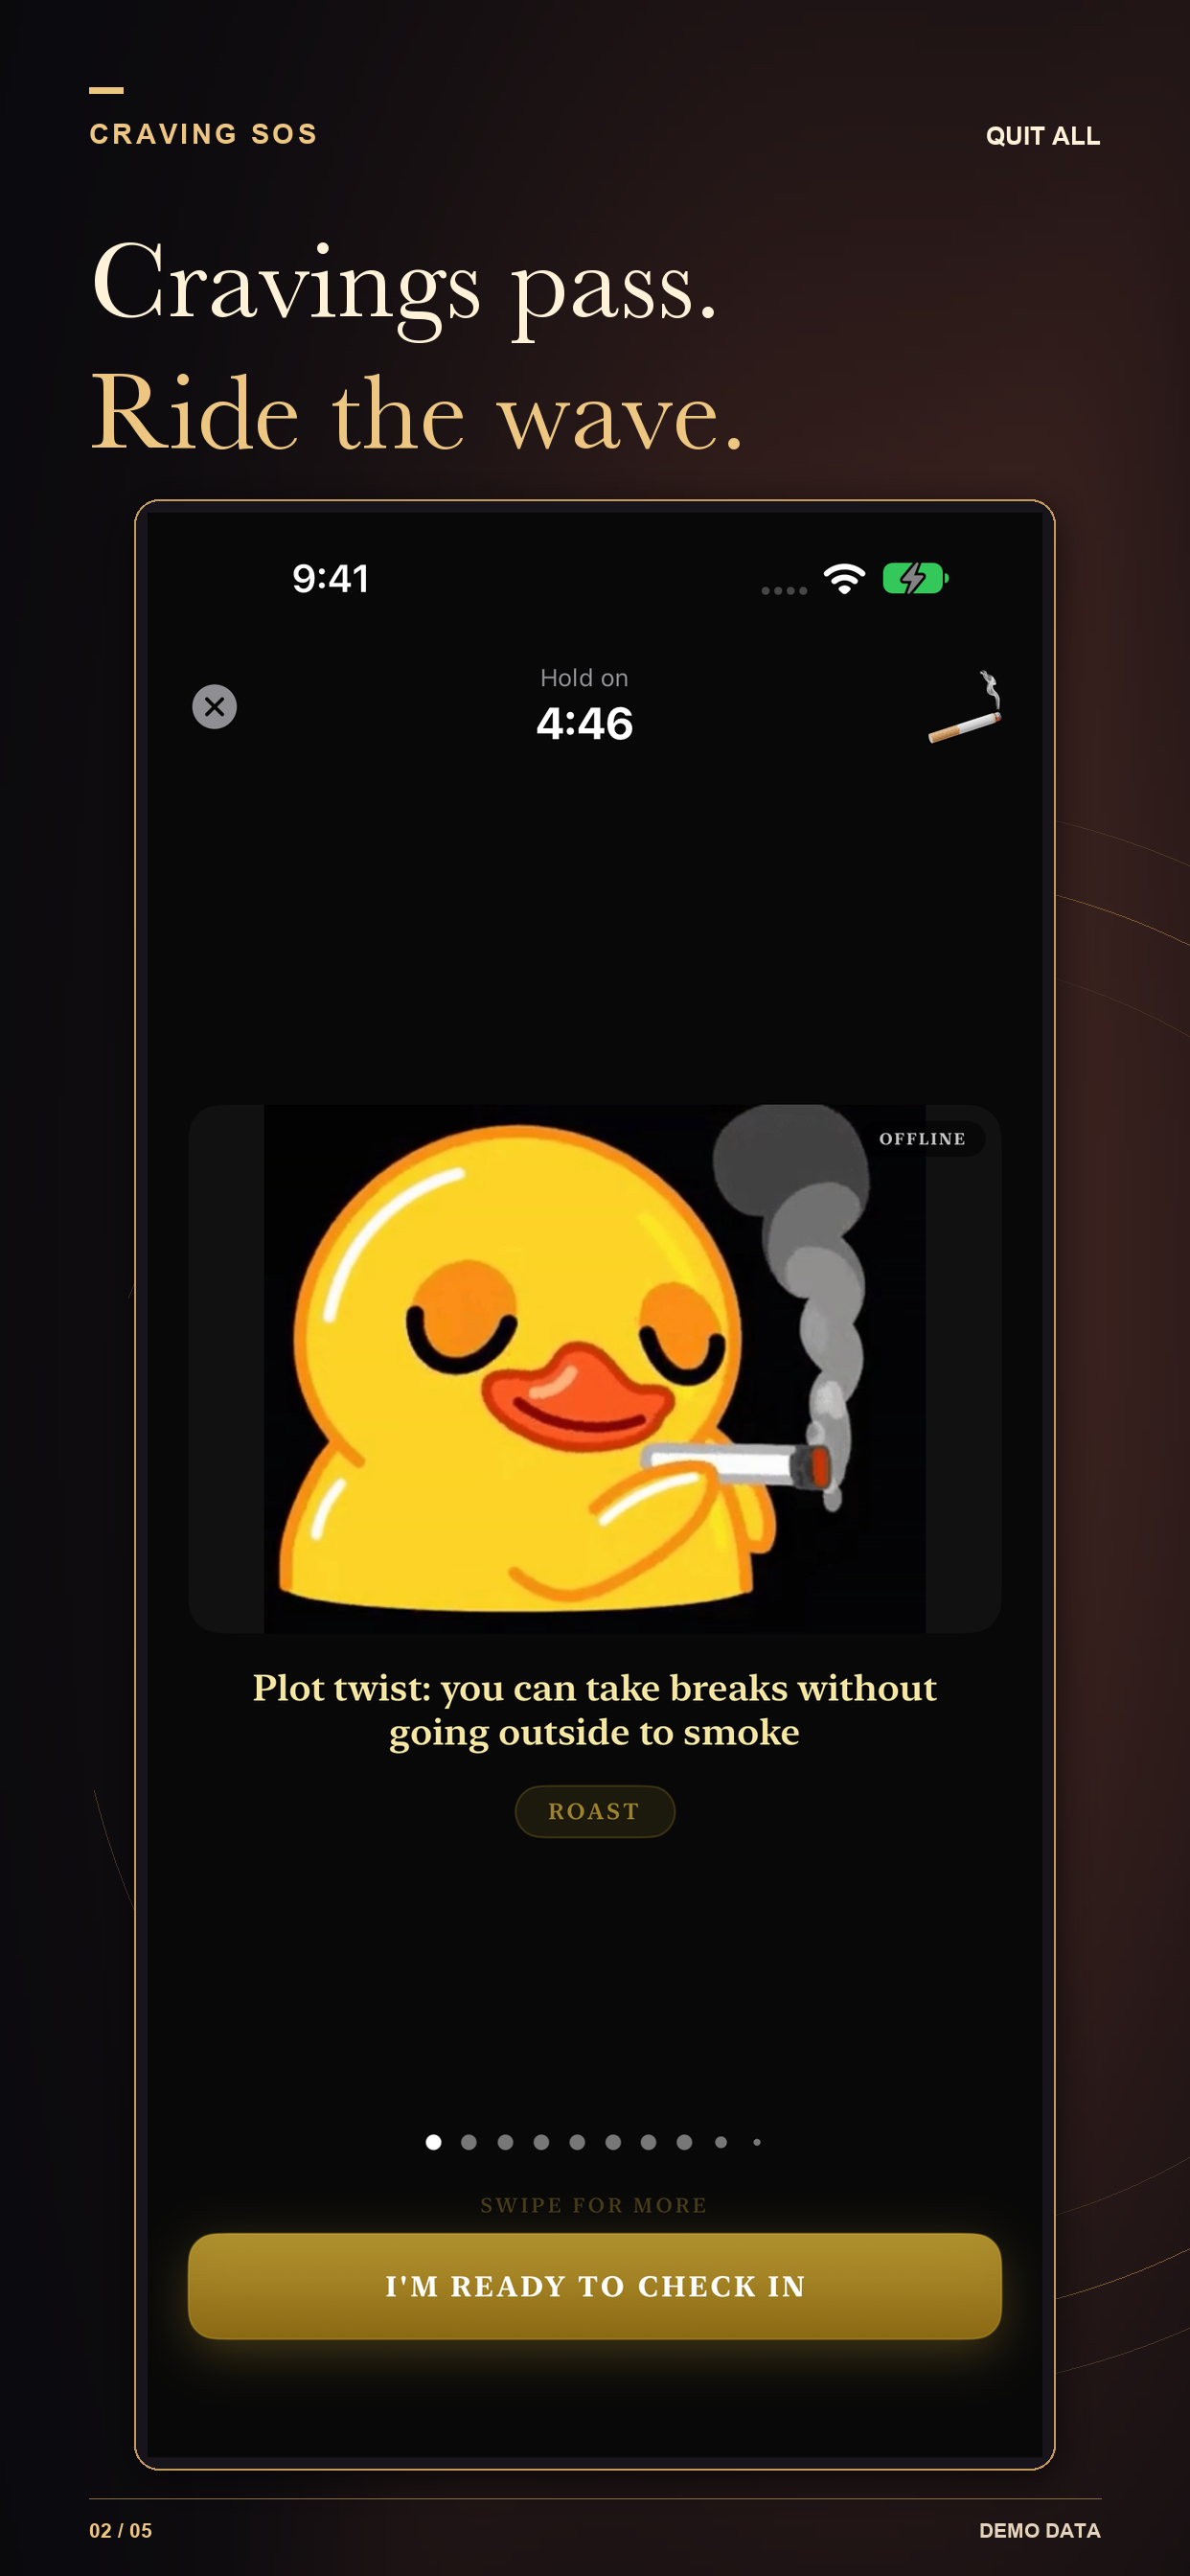 CRAVING SOS
QUIT ALL
Cravings pass.
Ride the wave.
9:41
Hold on
4:46
OFFLINE
Plot twist: you can take breaks without
going outside to smoke
ROAST
SWIPE FOR MORE
I'M READY TO CHECK IN
02 / 05
DEMO DATA